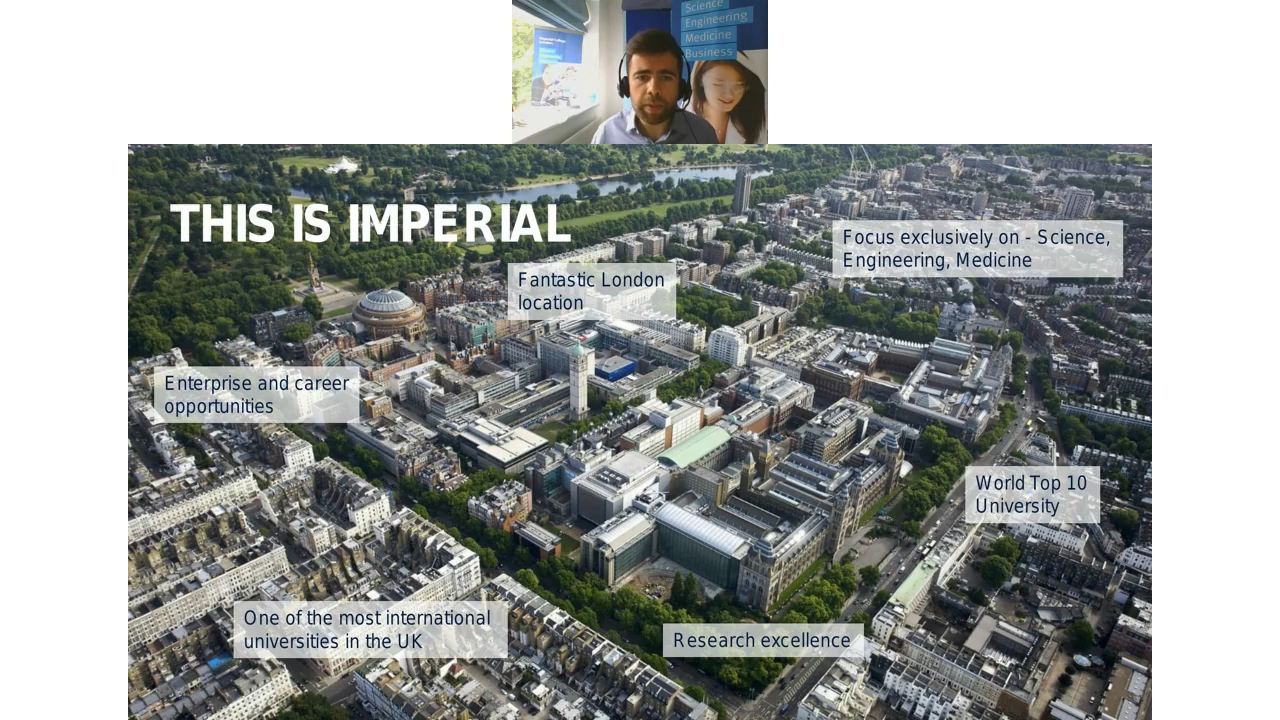 Science
Engineering
Medicine
Business
THIS IS IMPERIAL
Focus exclusively on - Science,
Engineering, Medicine
Fantastic London
location
Enterprise and career
opportunities
World Top 10
University
One of the most international
universities in the UK
Research excellence